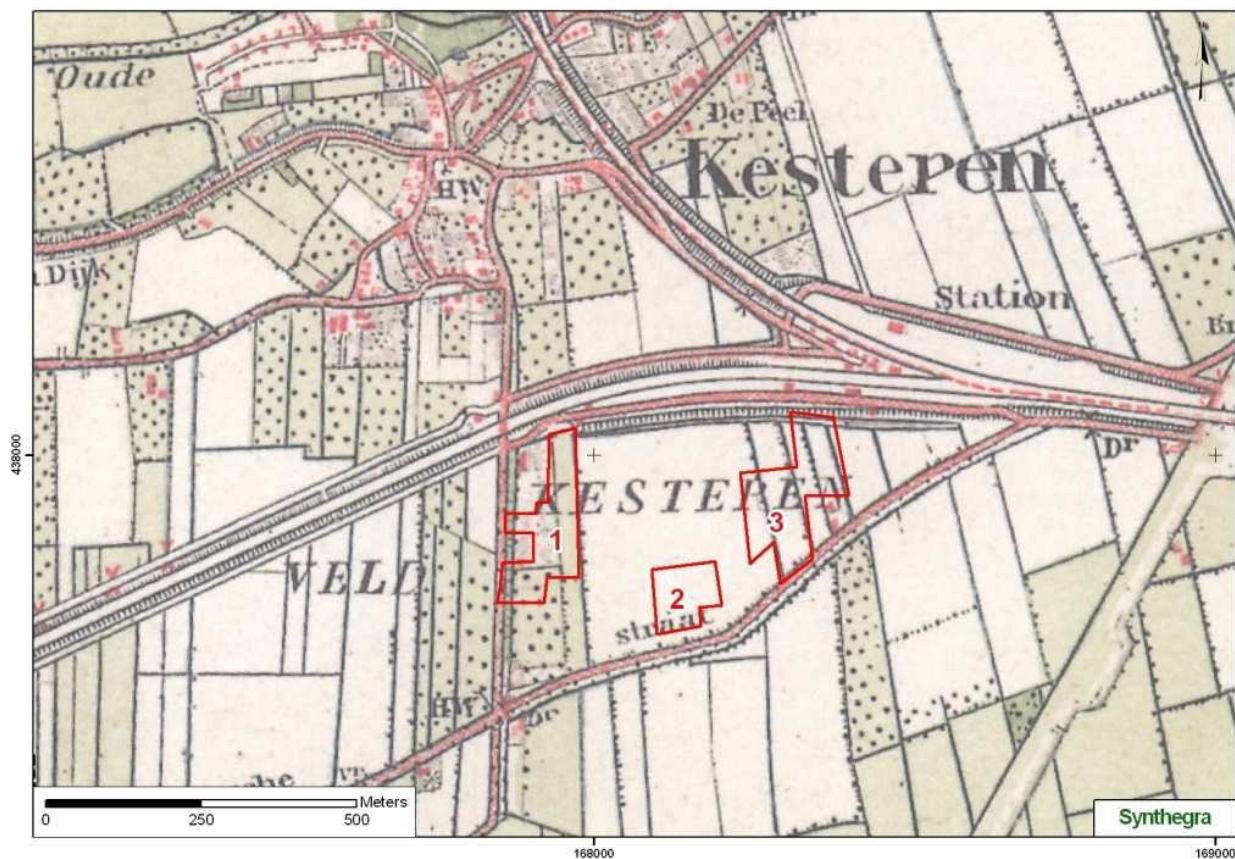 Oude
De Peel
Kesteren
HW
Dijk
Station
438000
Dr
KESTEREN
1
3
VELD
2
straat
HW
Dr
Meters
0 250 500
Synthegra
168000
169000